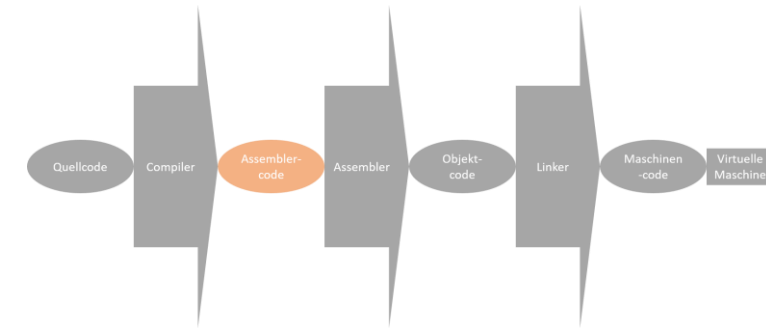 Quellcode
Compiler
Assembler-
code
Assembler
Objekt-
code
Linker
Maschinen
-code
Virtuelle
Maschine